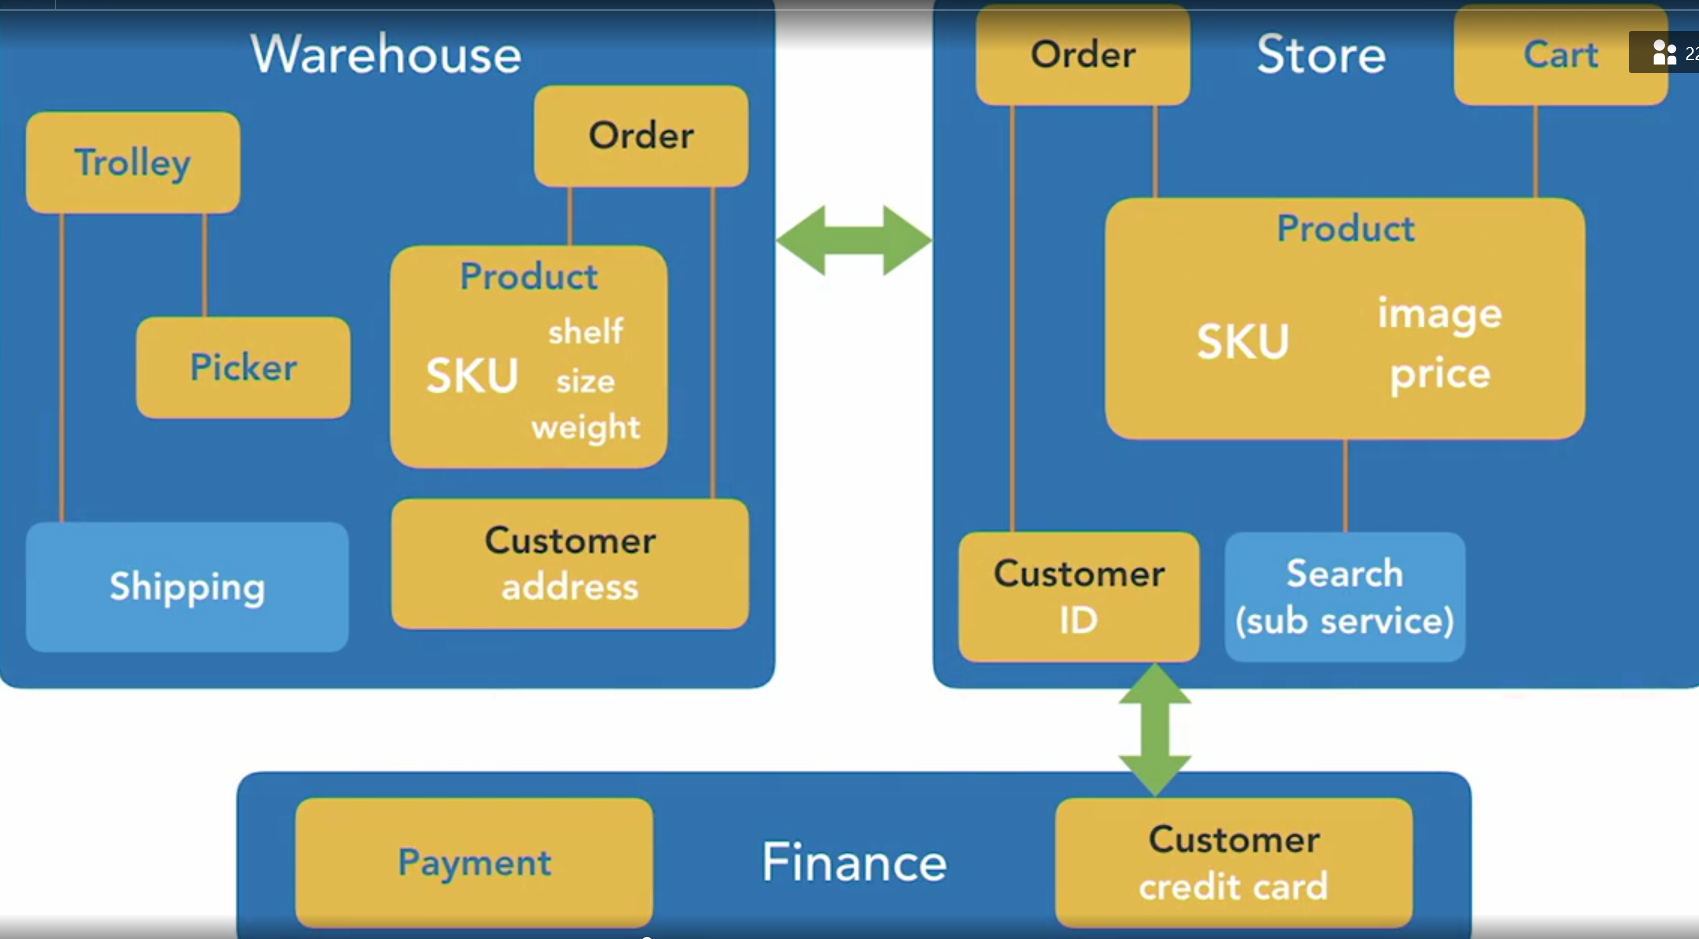 Warehouse
Trolley
Order
Picker
Product
SKU
shelf
size
weight
Shipping
Customer
address
Order
Store
Cart
22
Product
SKU
image
price
Customer
ID
Search
(sub service)
Payment
Finance
Customer
credit card